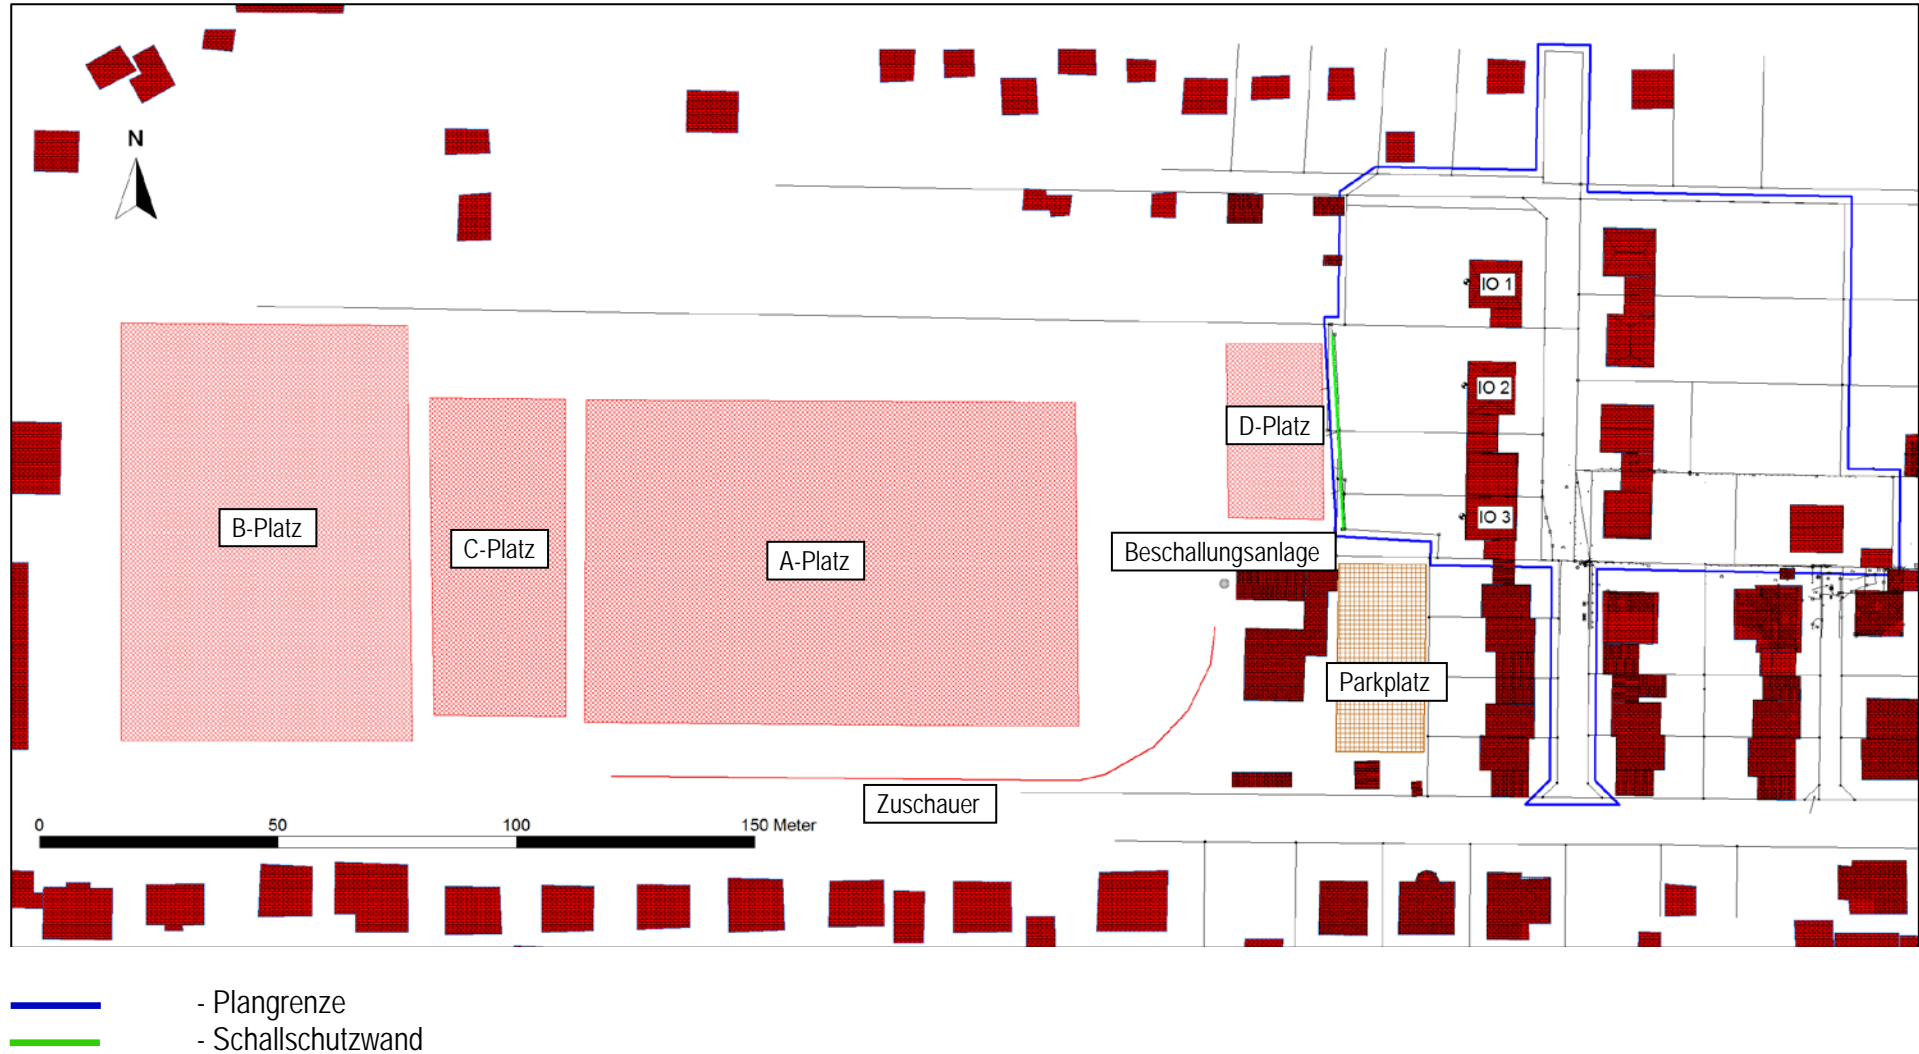 N
IO 1
IO 2
D-Platz
IO 3
B-Platz
C-Platz
A-Platz
Beschallungsanlage
Parkplatz
Zuschauer
0 50 100 150 Meter
- Plangrenze
- Schallschutzwand